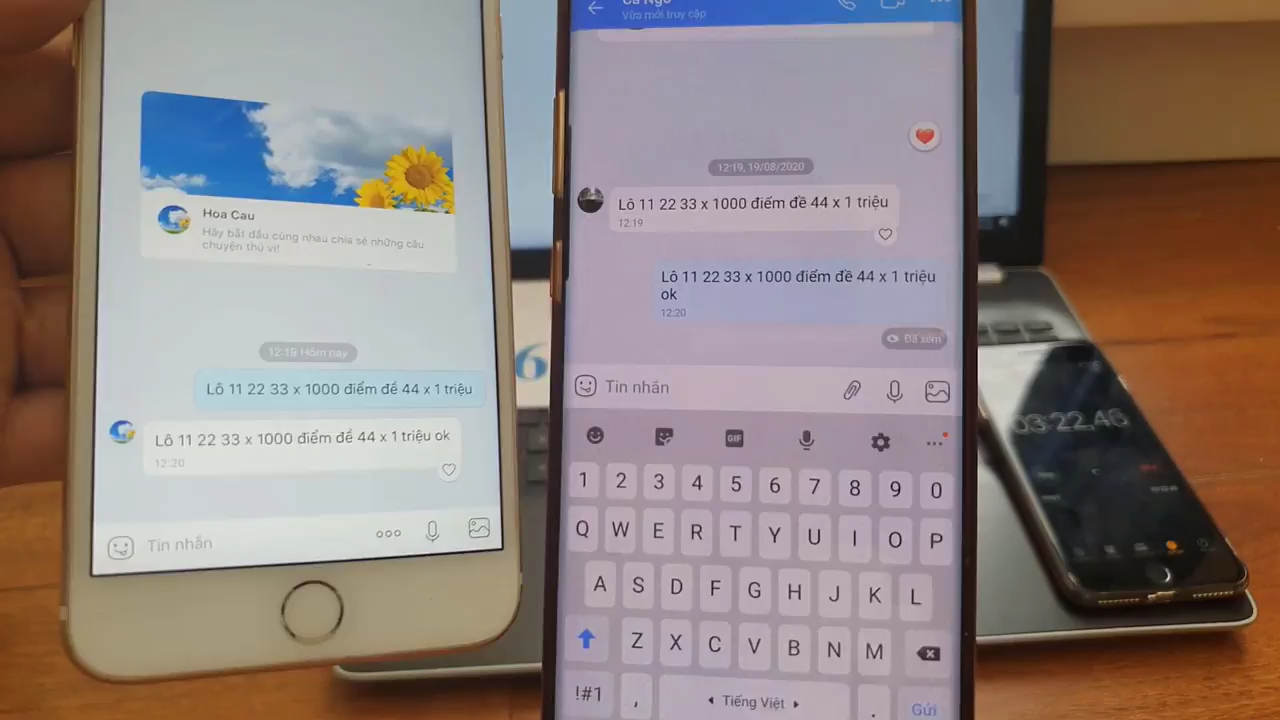 Hoa Cau
Hãy bắt đầu cùng nhau chia sẻ những câu
chuyện thú vị!
12:19 Hôm nay
Lô 11 22 33 x 1000 điểm đề 44 x 1 triệu
Lô 11 22 33 x 1000 điểm đề 44 x 1 triệu ok
12:20
Tin nhắn
Vừa mới truy cập
12:19, 19/08/2020
Lô 11 22 33 x 1000 điểm đề 44 x 1 triệu
12:19
Lô 11 22 33 x 1000 điểm đề 44 x 1 triệu
ok
12:20
Đã xem
Tin nhắn
GIF
1 2 3 4 5 6 7 8 9 0
Q W E R T Y U I O P
A S D F G H J K L
Z X C V B N M
!#1 , Tiếng Việt . Gửi
6
03:22,46